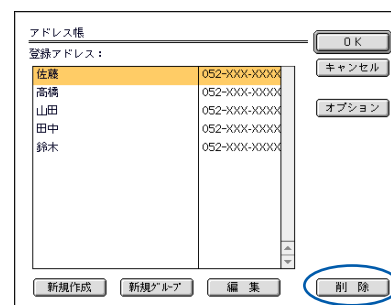 アドレス帳
登録アドレス：
佐藤 052-XXX-XXXX
高橋 052-XXX-XXXX
山田 052-XXX-XXXX
田中 052-XXX-XXXX
鈴木 052-XXX-XXXX
OK
キャンセル
オプション
新規作成 新規グループ 編集 削除